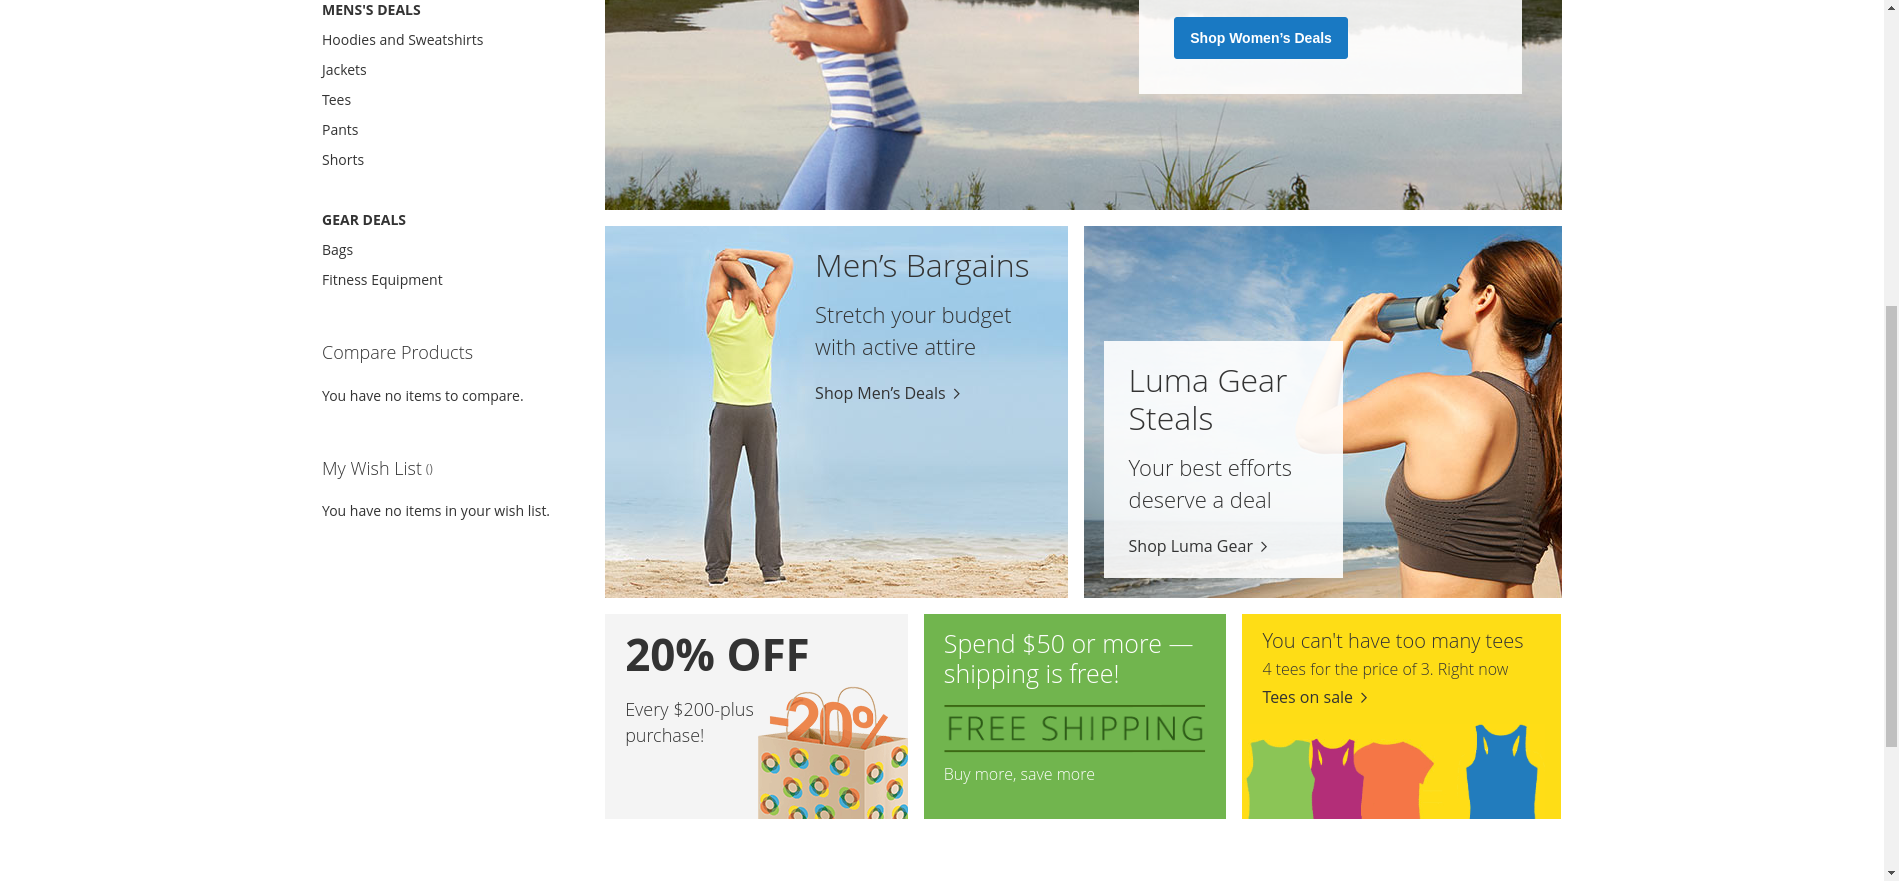 MENS'S DEALS
Hoodies and Sweatshirts
Jackets
Tees
Pants
Shorts
GEAR DEALS
Bags
Fitness Equipment
Compare Products
You have no items to compare.
My Wish List ()
You have no items in your wish list.
Shop Women’s Deals
Men’s Bargains
Stretch your budget
with active attire
Shop Men’s Deals
Luma Gear
Steals
Your best efforts
deserve a deal
Shop Luma Gear
20% OFF
Every $200-plus
purchase!
-20%
Spend $50 or more —
shipping is free!
FREE SHIPPING
Buy more, save more
You can't have too many tees
4 tees for the price of 3. Right now
Tees on sale